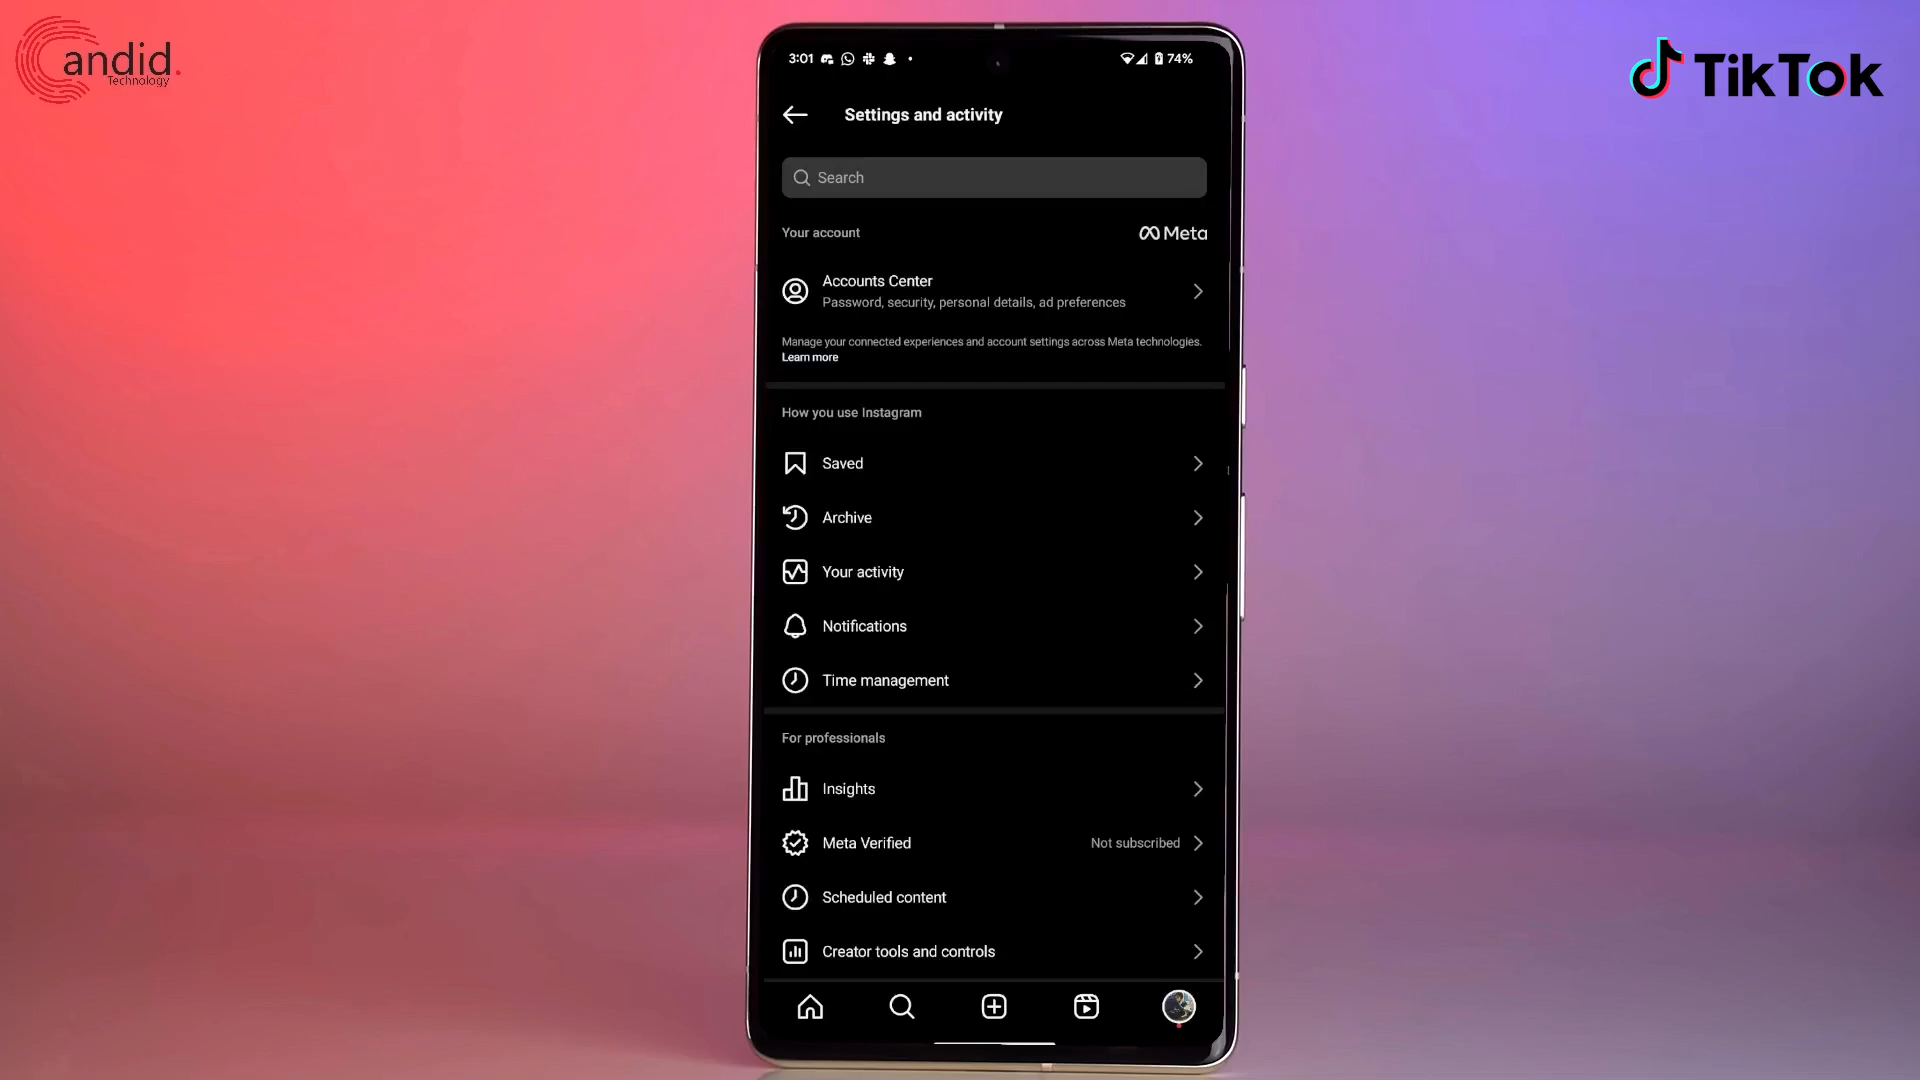 Candid.
Technology
TikTok
3:01
74%
Settings and activity
Search
Your account
Meta
Accounts Center
Password, security, personal details, ad preferences
Manage your connected experiences and account settings across Meta technologies.
Learn more
How you use Instagram
Saved
Archive
Your activity
Notifications
Time management
For professionals
Insights
Meta Verified
Not subscribed
Scheduled content
Creator tools and controls